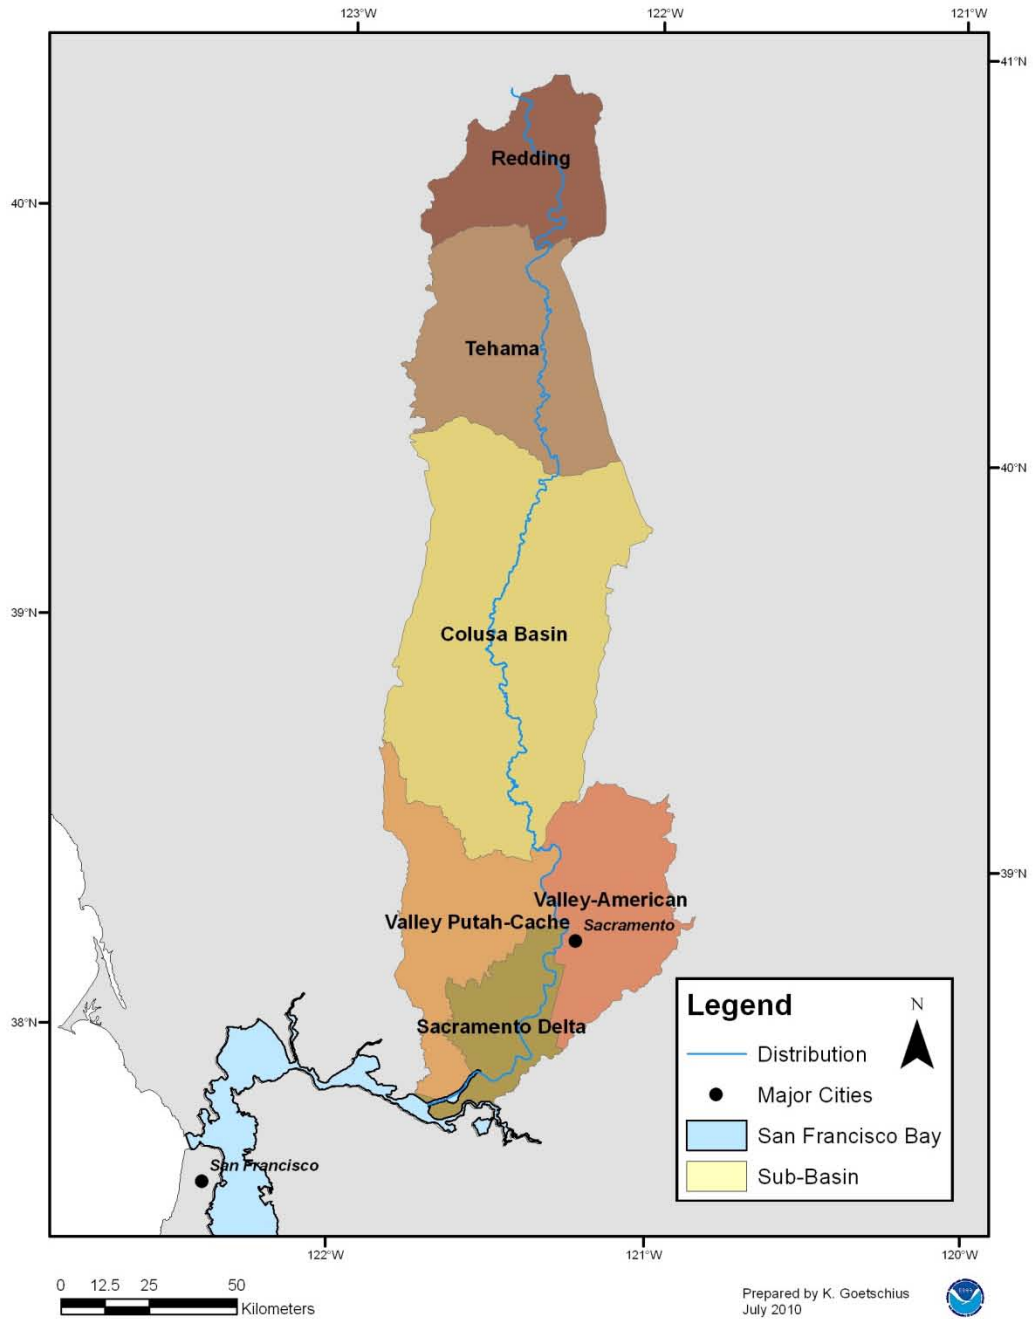 123°W 122°W 121°W
41°N
Redding
40°N
Tehama
40°N
39°N
Colusa Basin
39°N
Valley-American
Valley Putah-Cache
Sacramento
Legend
N
38°N
Sacramento Delta
Distribution
Major Cities
San Francisco Bay
San Francisco
Sub-Basin
122°W 121°W 120°W
0 12.5 25 50
Kilometers
Prepared by K. Goetschius
July 2010